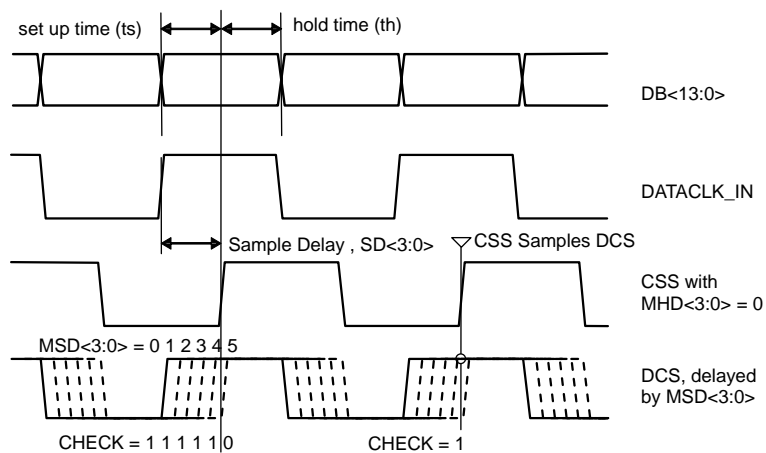 set up time (ts)
hold time (th)
DB<13:0>
DATACLK_IN
Sample Delay , SD<3:0>
CSS Samples DCS
CSS with
MHD<3:0> = 0
MSD<3:0> = 0 1 2 3 4 5
DCS, delayed
by MSD<3:0>
CHECK = 1 1 1 1 1 0
CHECK = 1